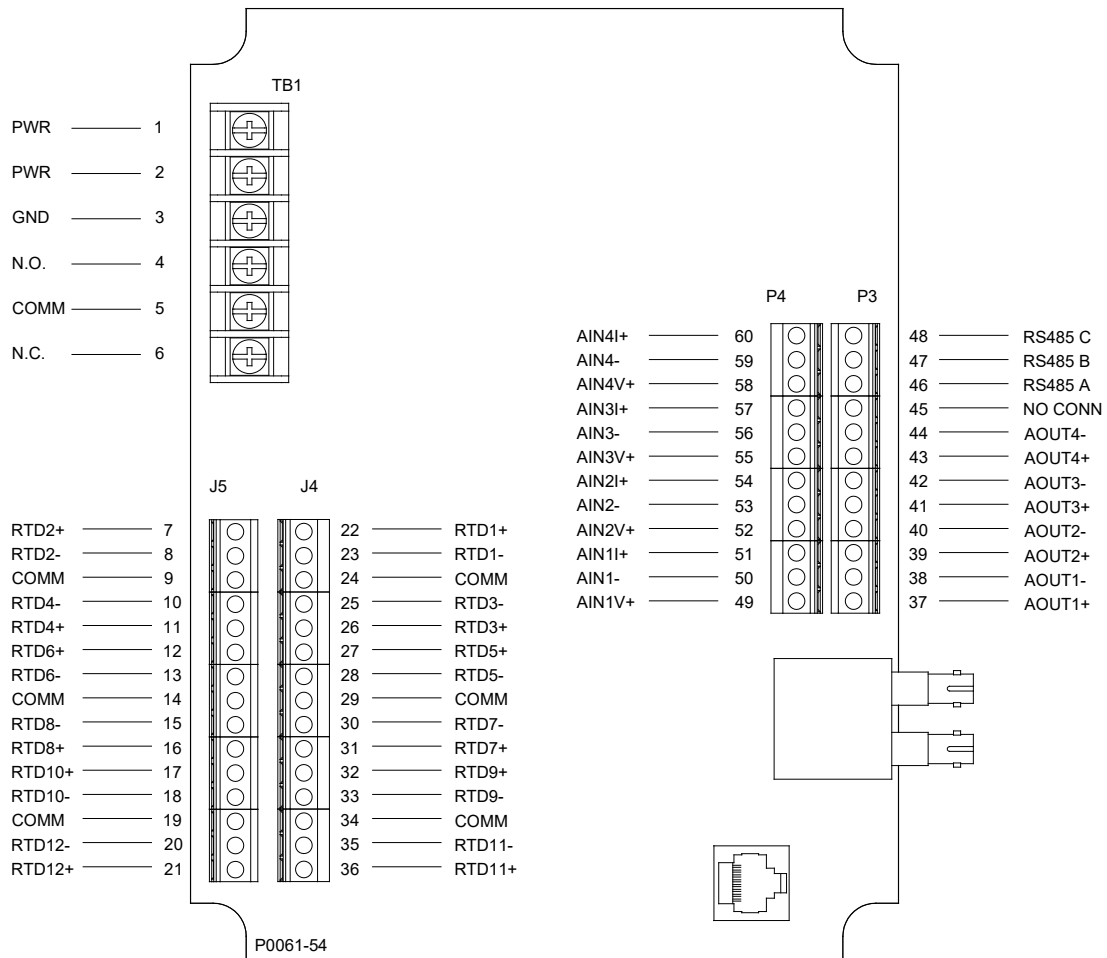 TB1
PWR 1
PWR 2
GND 3
N.O. 4
COMM 5
N.C. 6
P4 P3
AIN4I+ 60 48 RS485 C
AIN4- 59 47 RS485 B
AIN4V+ 58 46 RS485 A
AIN3I+ 57 45 NO CONN
AIN3- 56 44 AOUT4-
AIN3V+ 55 43 AOUT4+
AIN2I+ 54 42 AOUT3-
AIN2- 53 41 AOUT3+
AIN2V+ 52 40 AOUT2-
AIN1I+ 51 39 AOUT2+
AIN1- 50 38 AOUT1-
AIN1V+ 49 37 AOUT1+
J5 J4
RTD2+ 7 22 RTD1+
RTD2- 8 23 RTD1-
COMM 9 24 COMM
RTD4- 10 25 RTD3-
RTD4+ 11 26 RTD3+
RTD6+ 12 27 RTD5+
RTD6- 13 28 RTD5-
COMM 14 29 COMM
RTD8- 15 30 RTD7-
RTD8+ 16 31 RTD7+
RTD10+ 17 32 RTD9+
RTD10- 18 33 RTD9-
COMM 19 34 COMM
RTD12- 20 35 RTD11-
RTD12+ 21 36 RTD11+
P0061-54